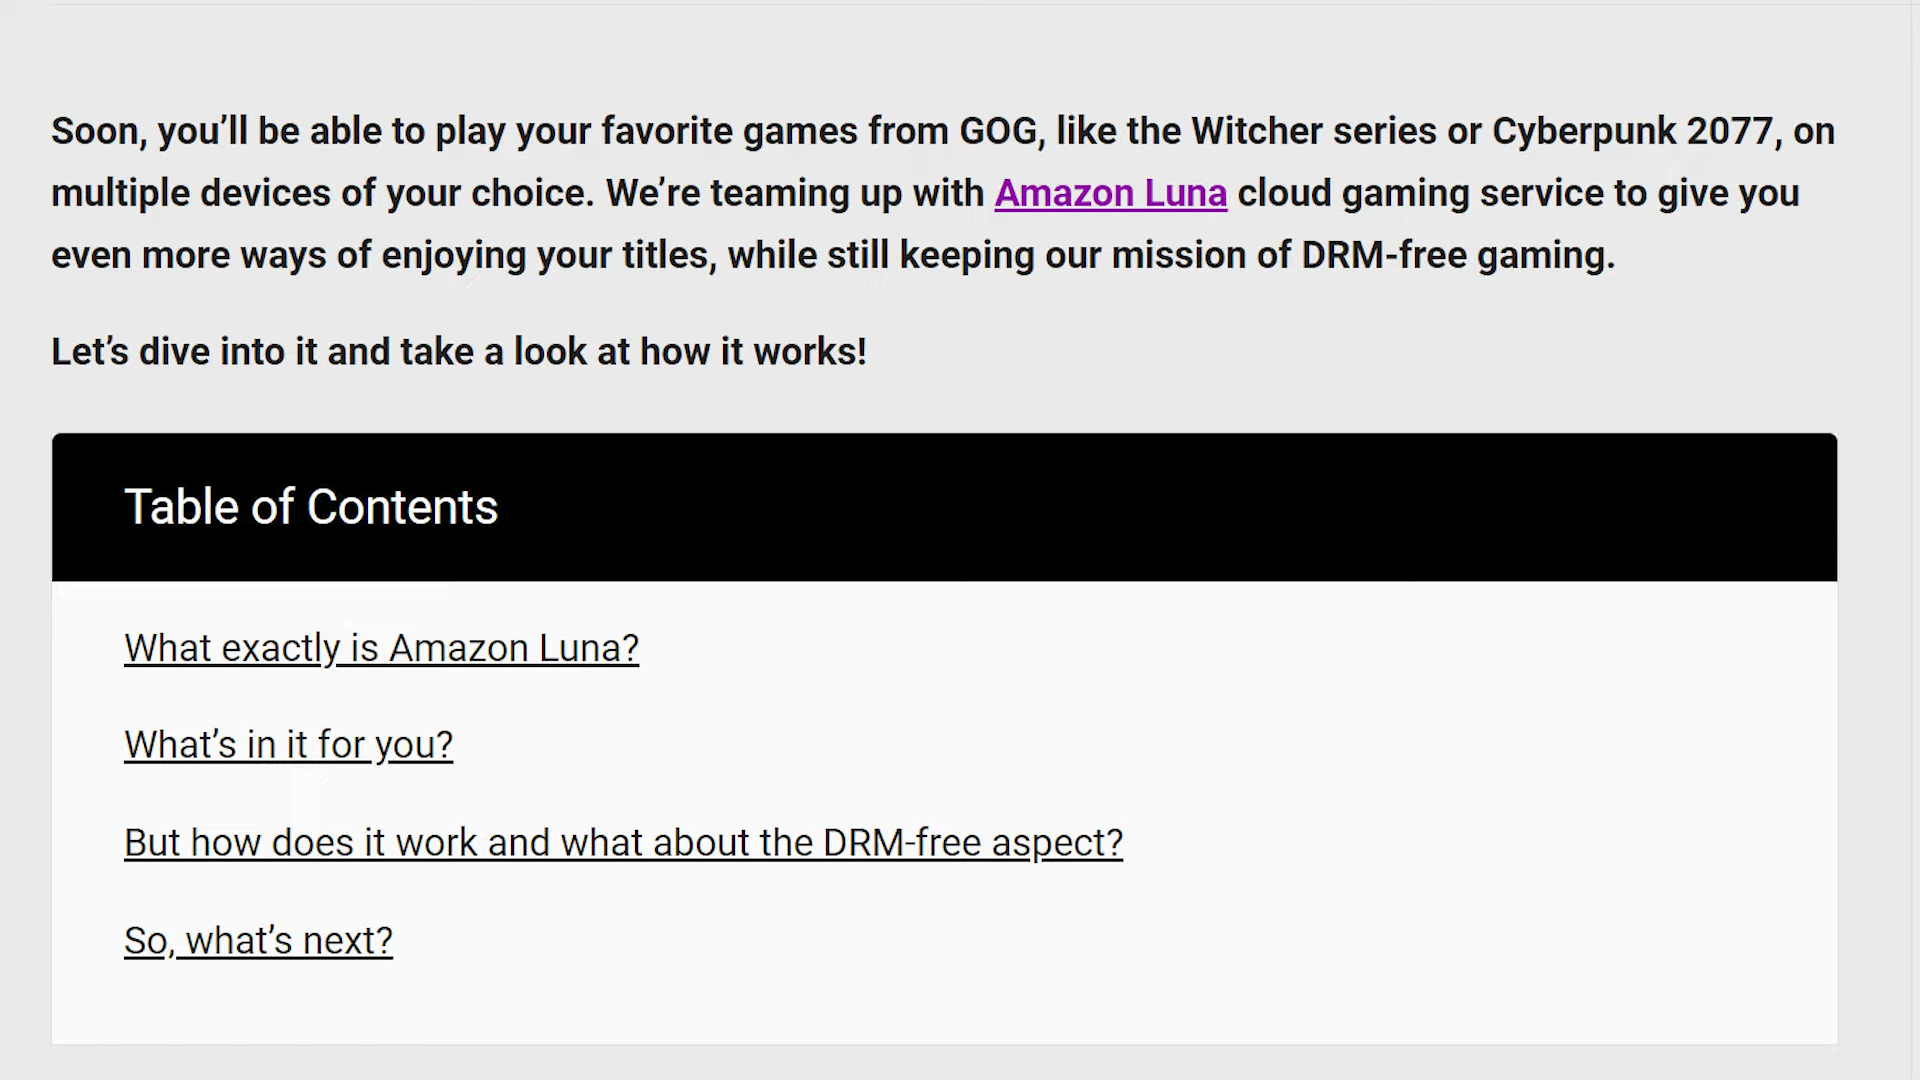 Soon, you’ll be able to play your favorite games from GOG, like the Witcher series or Cyberpunk 2077, on
multiple devices of your choice. We’re teaming up with Amazon Luna cloud gaming service to give you
even more ways of enjoying your titles, while still keeping our mission of DRM-free gaming.
Let’s dive into it and take a look at how it works!
Table of Contents
What exactly is Amazon Luna?
What’s in it for you?
But how does it work and what about the DRM-free aspect?
So, what’s next?